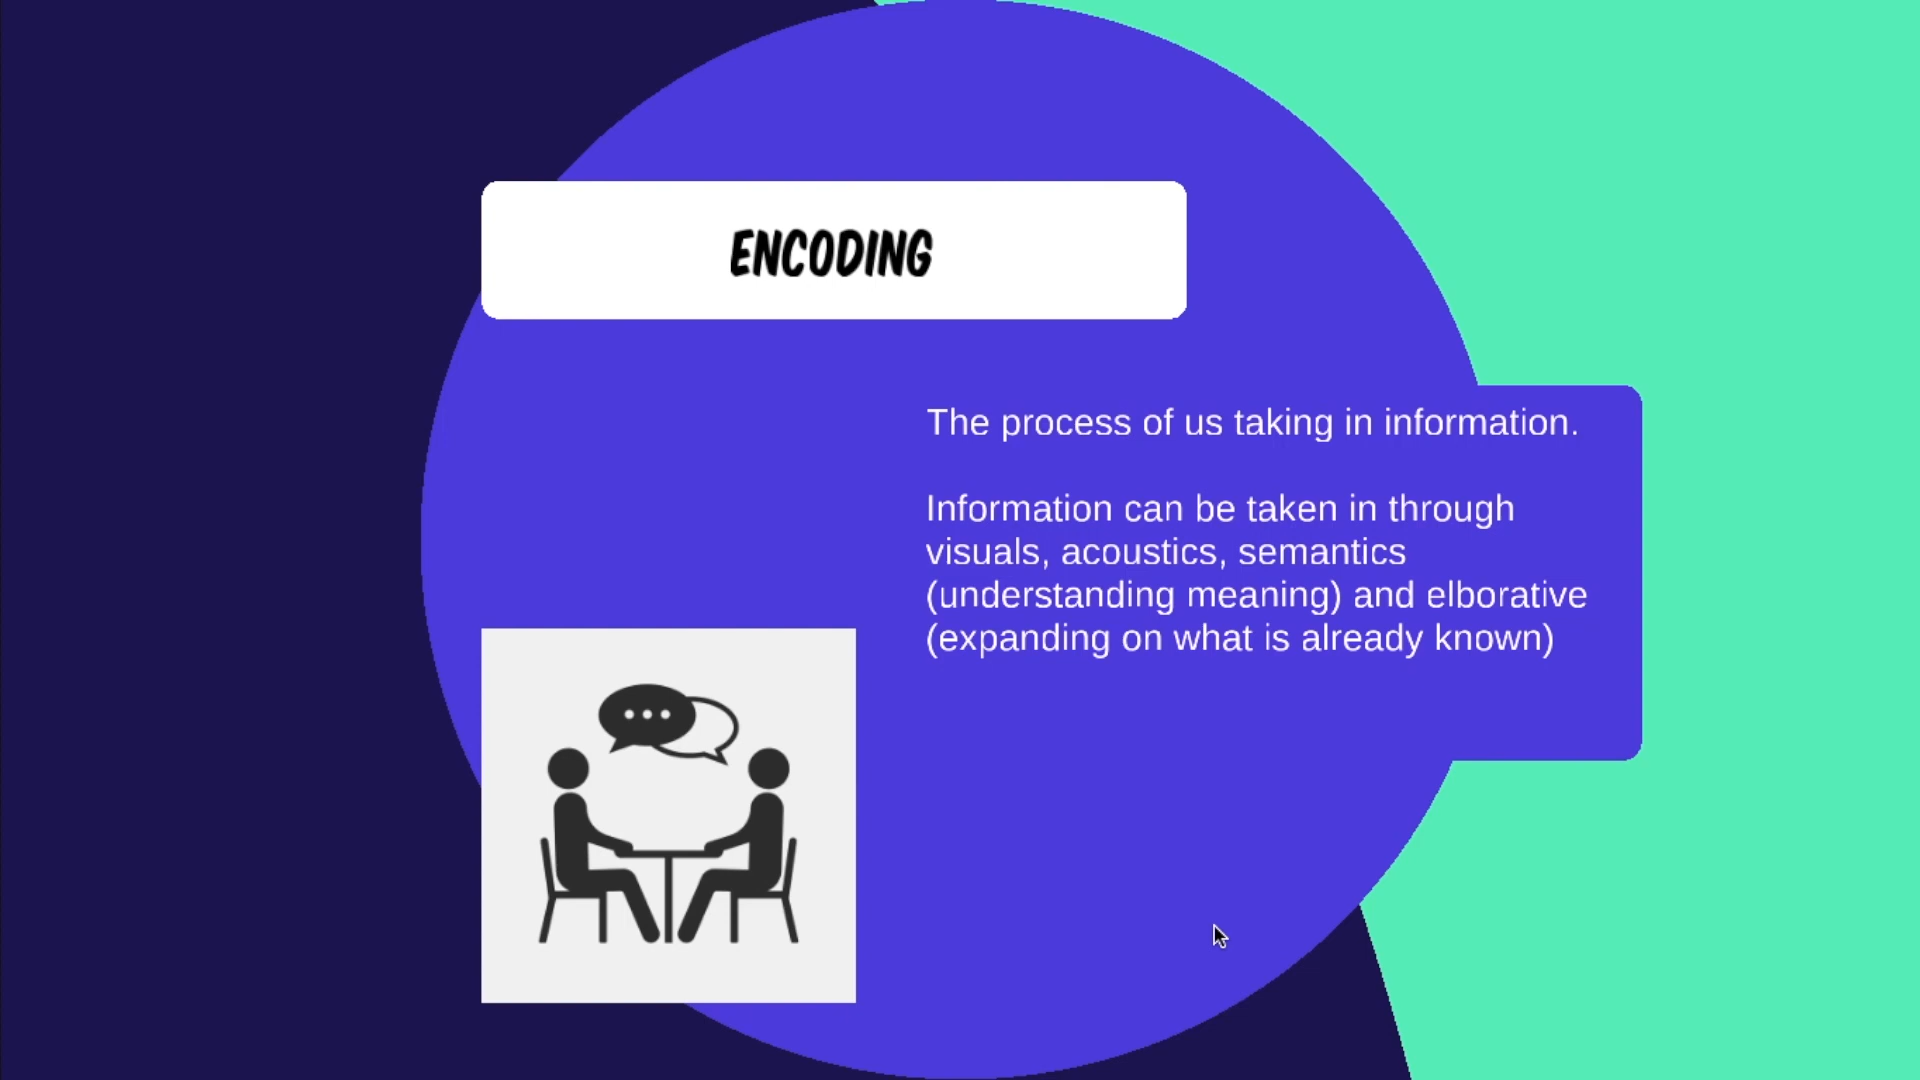 ENCODING
The process of us taking in information.
Information can be taken in through
visuals, acoustics, semantics
(understanding meaning) and elborative
(expanding on what is already known)